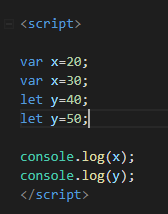 <script>
var x=20;
var x=30;
let y=40;
let y=50;
console.log(x);
console.log(y);
</script>